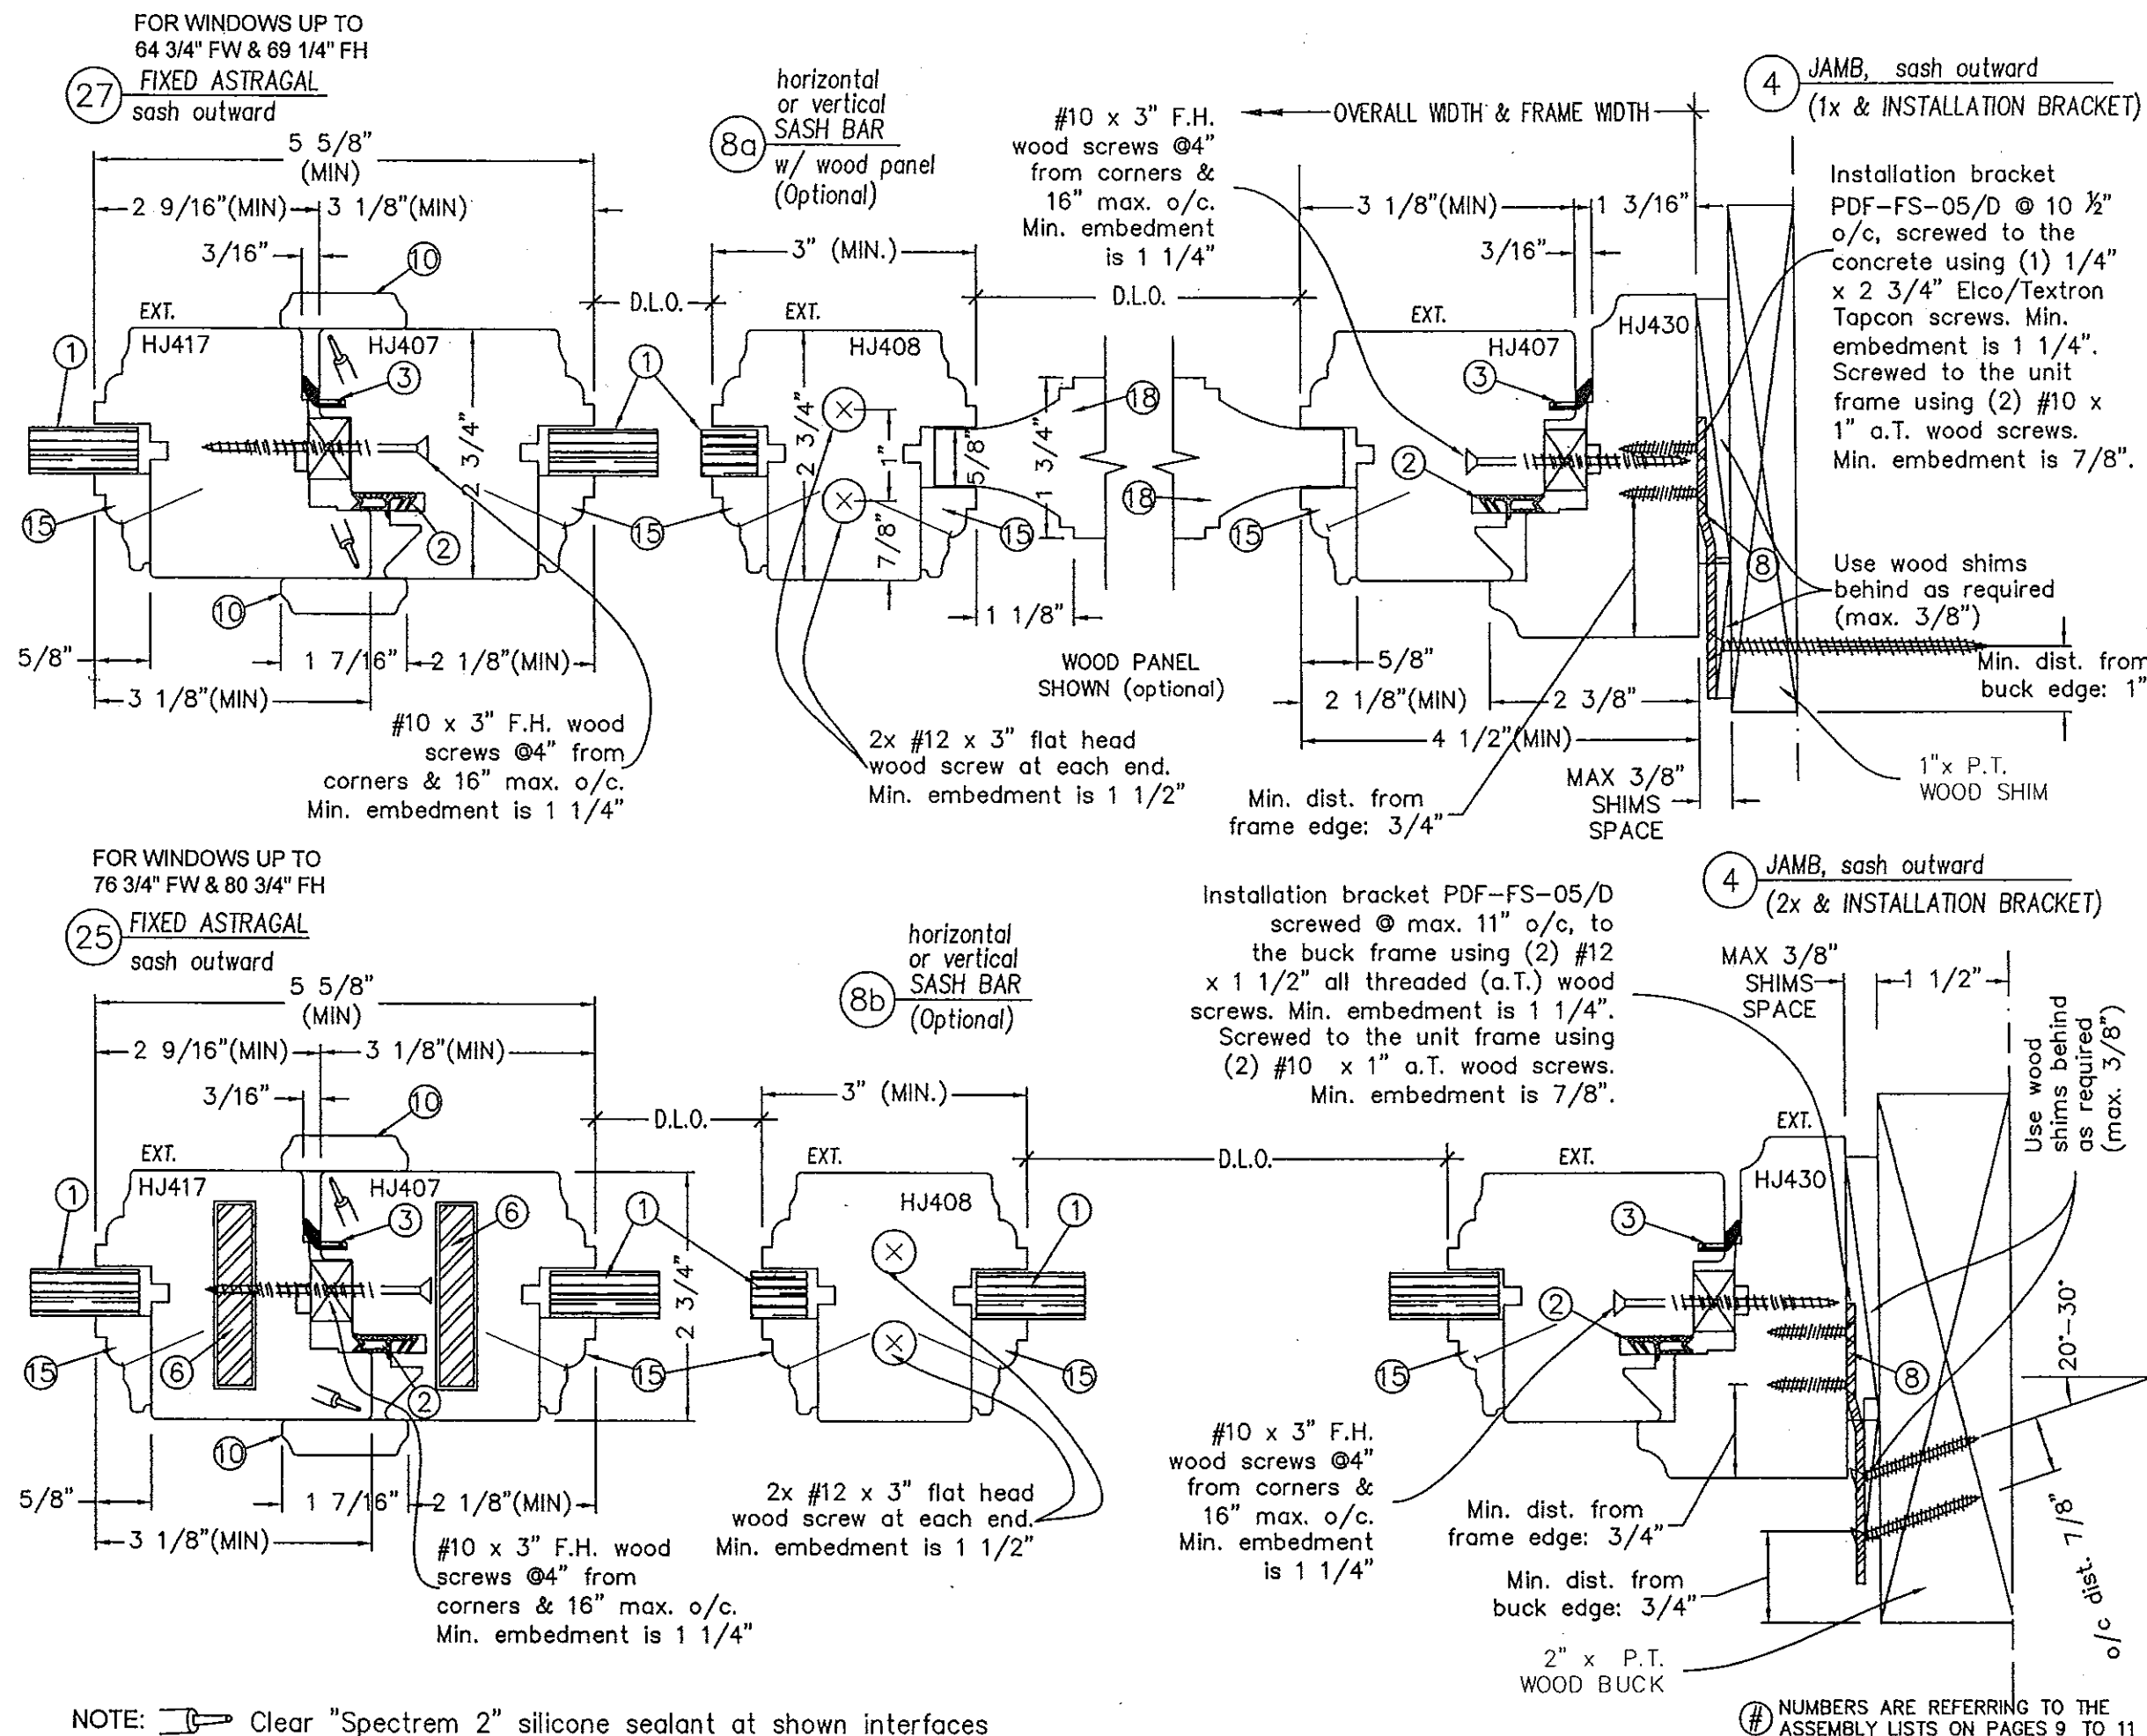 FOR WINDOWS UP TO
64 3/4" FW & 69 1/4" FH
27
FIXED ASTRAGAL
sash outward
5 5/8"
(MIN)
2 9/16"(MIN)
3 1/8"(MIN)
3/16"
10
EXT.
HJ417
HJ407
1
3
2 3/4"
15
2
10
5/8"
1 7/16"
2 1/8"(MIN)
3 1/8"(MIN)
#10 x 3" F.H. wood
screws @4" from
corners & 16" max. o/c.
Min. embedment is 1 1/4"
horizontal
or vertical
8a
SASH BAR
w/ wood panel
(Optional)
D.L.O.
3" (MIN.)
EXT.
HJ408
1
2 3/4"
1"
7/8"
5/8"
1 3/4"
18
18
15
15
1 1/8"
WOOD PANEL
SHOWN (optional)
2x #12 x 3" flat head
wood screw at each end.
Min. embedment is 1 1/2"
#10 x 3" F.H.
wood screws @4"
from corners &
16" max. o/c.
Min. embedment
is 1 1/4"
D.L.O.
OVERALL WIDTH & FRAME WIDTH
4
JAMB, sash outward
(1x & INSTALLATION BRACKET)
3 1/8"(MIN)
1 3/16"
3/16"
EXT.
HJ430
HJ407
3
2
15
8
Installation bracket
PDF-FS-05/D @ 10 ½"
o/c, screwed to the
concrete using (1) 1/4"
x 2 3/4" Elco/Textron
Tapcon screws. Min.
embedment is 1 1/4".
Screwed to the unit
frame using (2) #10 x
1" a.T. wood screws.
Min. embedment is 7/8".
Use wood shims
behind as required
(max. 3/8")
Min. dist. from
buck edge: 1"
5/8"
2 1/8"(MIN)
2 3/8"
4 1/2"(MIN)
Min. dist. from
frame edge: 3/4"
MAX 3/8"
SHIMS
SPACE
1"x P.T.
WOOD SHIM
FOR WINDOWS UP TO
76 3/4" FW & 80 3/4" FH
25
FIXED ASTRAGAL
sash outward
5 5/8"
(MIN)
2 9/16"(MIN)
3 1/8"(MIN)
3/16"
10
EXT.
HJ417
HJ407
1
3
6
2 3/4"
15
6
2
10
5/8"
1 7/16"
2 1/8"(MIN)
3 1/8"(MIN)
#10 x 3" F.H. wood
screws @4" from
corners & 16" max. o/c.
Min. embedment is 1 1/4"
horizontal
or vertical
8b
SASH BAR
(Optional)
D.L.O.
3" (MIN.)
EXT.
HJ408
1
1
15
15
2x #12 x 3" flat head
wood screw at each end.
Min. embedment is 1 1/2"
D.L.O.
Installation bracket PDF-FS-05/D
screwed @ max. 11" o/c, to
the buck frame using (2) #12
x 1 1/2" all threaded (a.T.) wood
screws. Min. embedment is 1 1/4".
Screwed to the unit frame using
(2) #10 x 1" a.T. wood screws.
Min. embedment is 7/8".
4
JAMB, sash outward
(2x & INSTALLATION BRACKET)
MAX 3/8"
SHIMS
SPACE
1 1/2"
Use wood
shims behind
as required
(max. 3/8")
EXT.
EXT.
HJ430
3
2
15
8
20°-30°
7/8"
o/c dist.
#10 x 3" F.H.
wood screws @4"
from corners &
16" max. o/c.
Min. embedment
is 1 1/4"
Min. dist. from
frame edge: 3/4"
Min. dist. from
buck edge: 3/4"
2" x P.T.
WOOD BUCK
NOTE: Clear "Spectrem 2" silicone sealant at shown interfaces
# NUMBERS ARE REFERRING TO THE
ASSEMBLY LISTS ON PAGES 9 TO 11